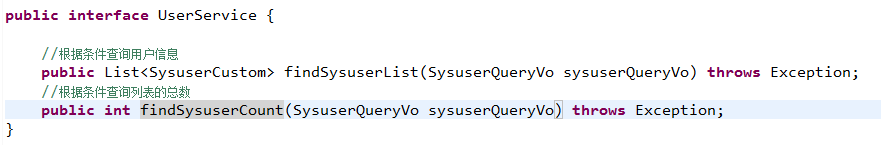 public interface UserService {
//根据条件查询用户信息
public List<SysuserCustom> findSysuserList(SysuserQueryVo sysuserQueryVo) throws Exception;
//根据条件查询列表的总数
public int findSysuserCount(SysuserQueryVo sysuserQueryVo) throws Exception;
}